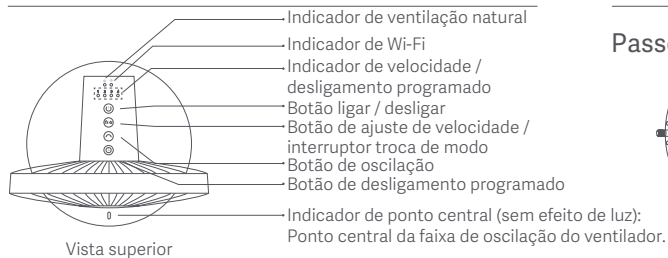 Indicador de ventilação natural
Indicador de Wi-Fi
Indicador de velocidade /
desligamento programado
Botão ligar / desligar
Botão de ajuste de velocidade /
interruptor troca de modo
Botão de oscilação
Botão de desligamento programado
Indicador de ponto central (sem efeito de luz):
Ponto central da faixa de oscilação do ventilador.
Vista superior